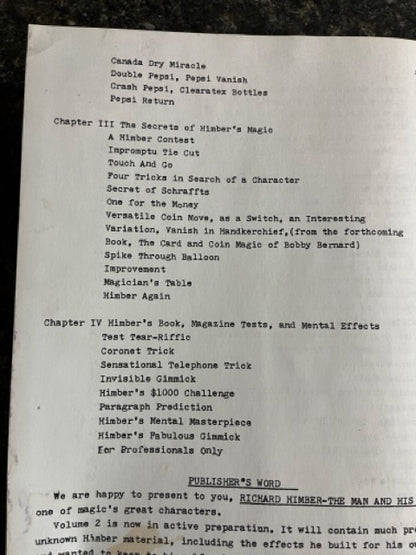 Canada Dry Miracle
Double Pepsi, Pepsi Vanish
Crash Pepsi, Clearatex Bottles
Pepsi Return
Chapter III The Secrets of Himber's Magic
A Himber Contest
Impromptu Tie Cut
Touch And Go
Four Tricks in Search of a Character
Secret of Schraffts
One for the Money
Versatile Coin Move, as a Switch, an Interesting
Variation, Vanish in Handkerchief,(from the forthcoming
Book, The Card and Coin Magic of Bobby Bernard)
Spike Through Balloon
Improvement
Magician's Table
Himber Again
Chapter IV Himber's Book, Magazine Tests, and Mental Effects
Test Tear-Riffic
Coronet Trick
Sensational Telephone Trick
Invisible Gimmick
Himber's $1000 Challenge
Paragraph Prediction
Himber's Mental Masterpiece
Himber's Fabulous Gimmick
For Professionals Only
PUBLISHER'S WORD
We are happy to present to you, RICHARD HIMBER-THE MAN AND HIS
one of magic's great characters.
Volume 2 is now in active preparation. It will contain much
unknown Himber material, including the effects he built for his
and wanted to keep